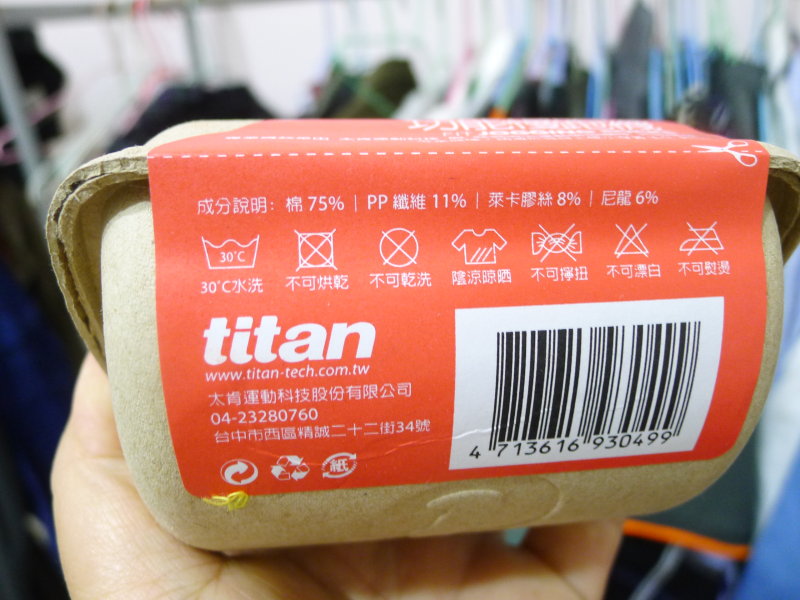 成分說明: 棉 75% | PP 纖維 11% | 萊卡膠絲 8% | 尼龍 6%
30°C
30°C水洗 不可烘乾 不可乾洗 蔭涼晾晒 不可擰扭 不可漂白 不可熨燙
titan
www.titan-tech.com.tw
太肯運動科技股份有限公司
04-23280760
台中市西區精誠二十二街34號
紙
4 713616 930499